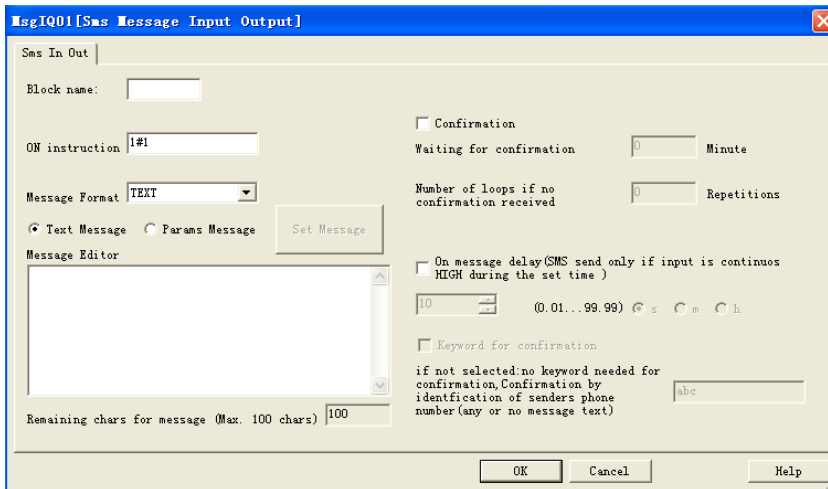 MsgIQ01[Sms Message Input Output]
Sms In Out
Block name:
ON instruction 1#1
Message Format TEXT
Text Message Params Message Set Message
Message Editor
Remaining chars for message (Max. 100 chars) 100
Confirmation
Waiting for confirmation 0 Minute
Number of loops if no
confirmation received 0 Repetitions
On message delay(SMS send only if input is continuos
HIGH during the set time )
10 (0.01...99.99) s m h
Keyword for confirmation
if not selected:no keyword needed for
confirmation,Confirmation by
identfication of senders phone
number(any or no message text) abc
OK Cancel Help